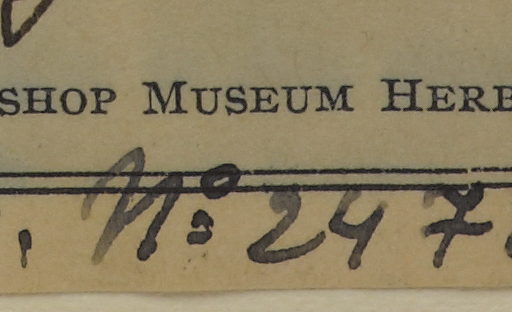 SHOP MUSEUM HERB
. Nº 247